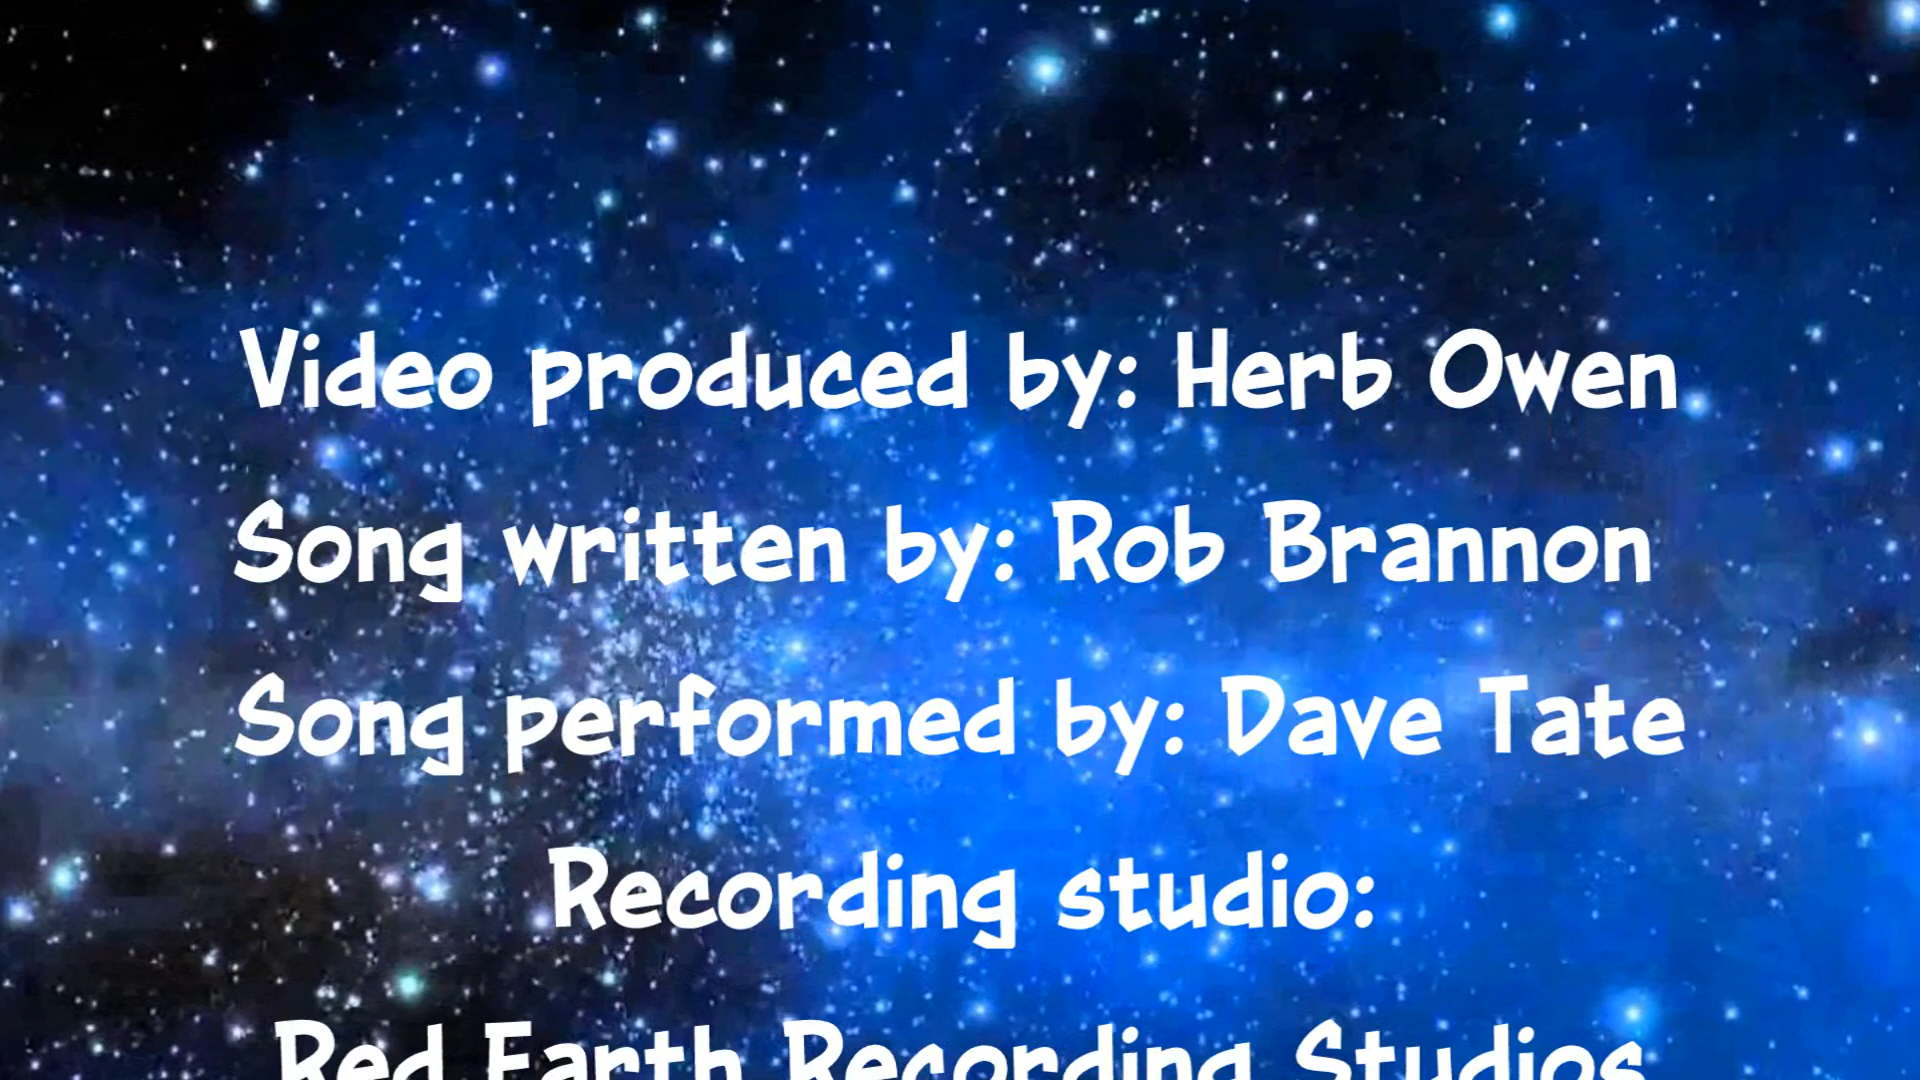 Video produced by: Herb Owen
Song written by: Rob Brannon
Song performed by: Dave Tate
Recording studio:
Red Earth Recording Studios